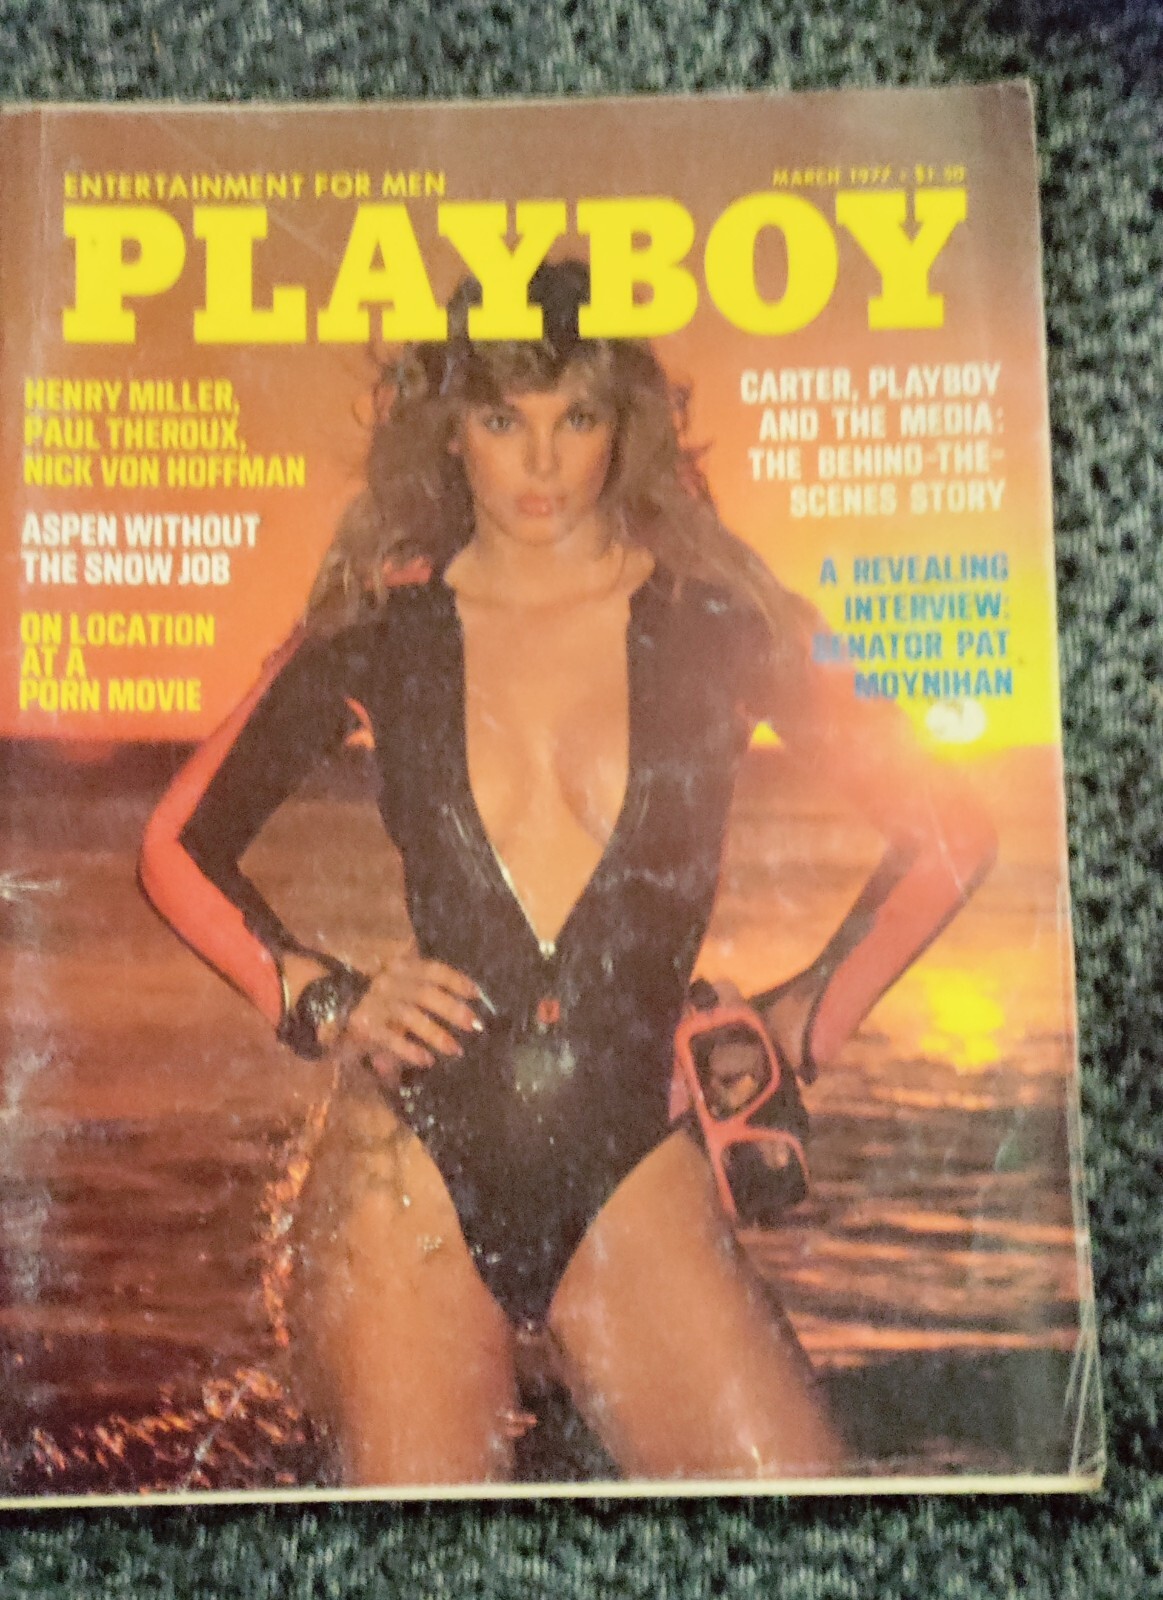 ENTERTAINMENT FOR MEN
MARCH 1977 • $1.50
PLAYBOY
HENRY MILLER,
PAUL THEROUX,
NICK VON HOFFMAN
ASPEN WITHOUT
THE SNOW JOB
ON LOCATION
AT A
PORN MOVIE
CARTER, PLAYBOY
AND THE MEDIA:
THE BEHIND-THE-
SCENES STORY
A REVEALING
INTERVIEW:
SENATOR PAT
MOYNIHAN